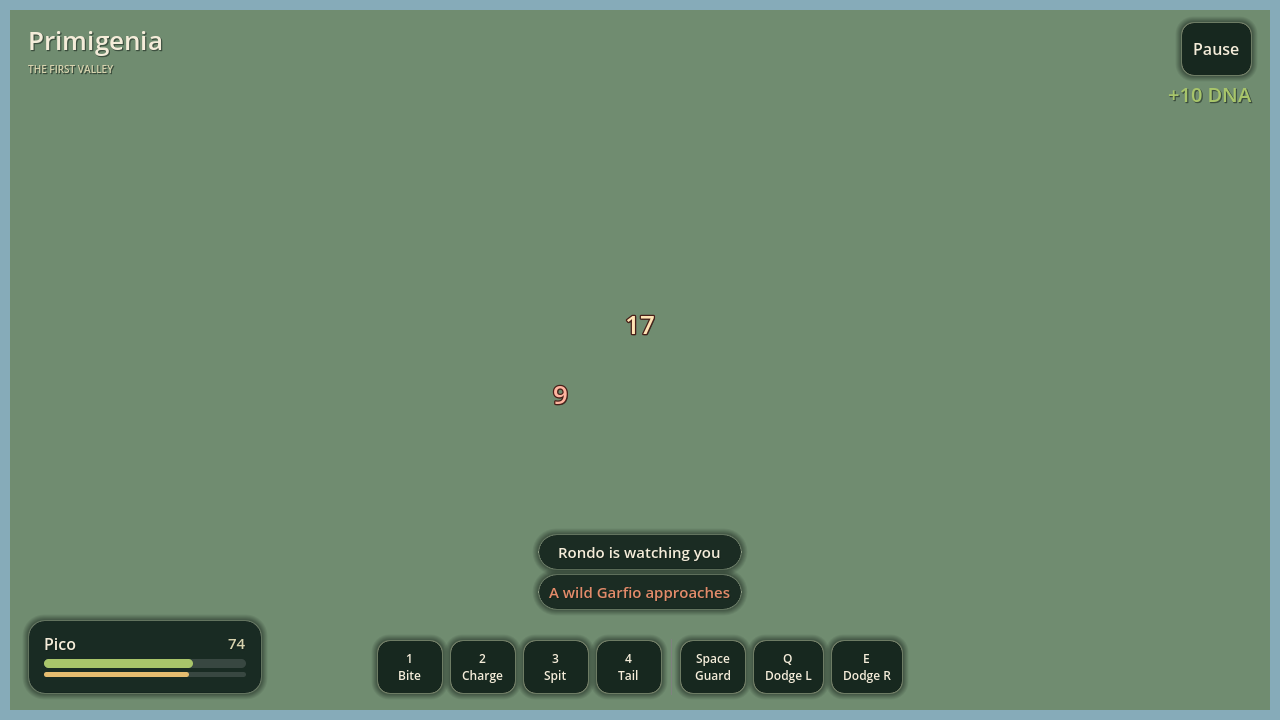 Primigenia
THE FIRST VALLEY
Pause
+10 DNA
17
9
Rondo is watching you
A wild Garfio approaches
Pico 74
1
Bite
2
Charge
3
Spit
4
Tail
Space
Guard
Q
Dodge L
E
Dodge R